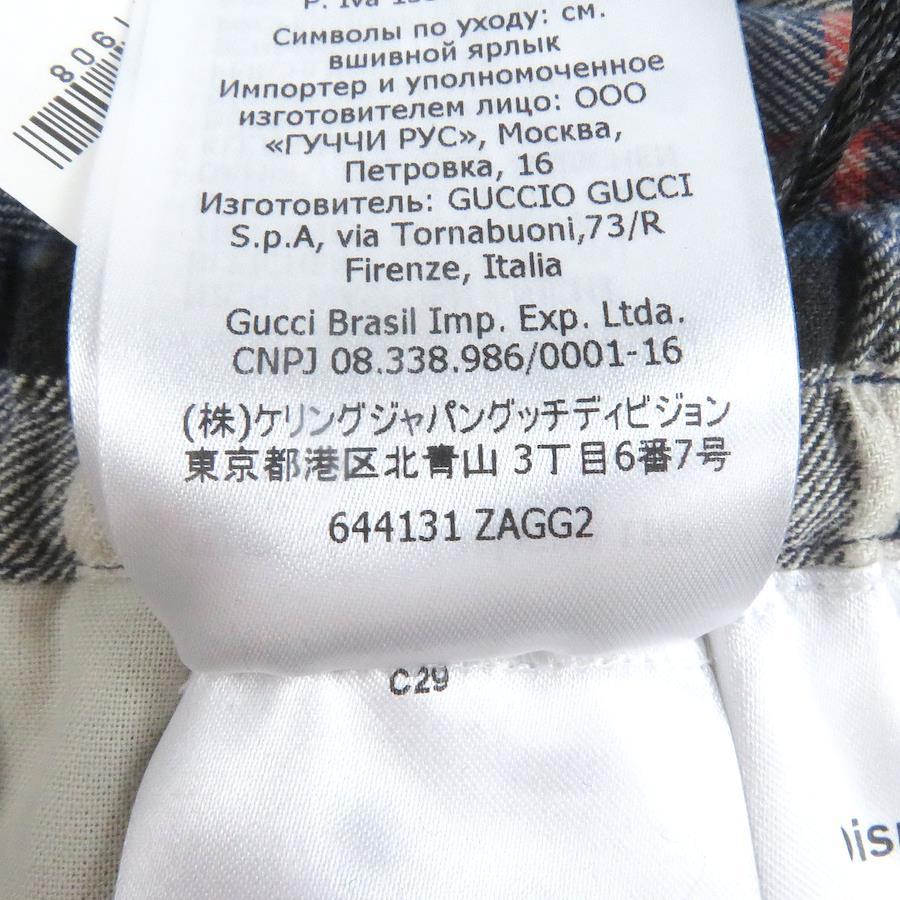 P. Iva
Символы по уходу: см.
вшивной ярлык
Импортер и уполномоченное
изготовителем лицо: ООО
«ГУЧЧИ РУС», Москва,
Петровка, 16
Изготовитель: GUCCIO GUCCI
S.p.A, via Tornabuoni,73/R
Firenze, Italia
Gucci Brasil Imp. Exp. Ltda.
CNPJ 08.338.986/0001-16
(株)ケリングジャパングッチディビジョン
東京都港区北青山 3丁目6番7号
644131 ZAGG2
C29